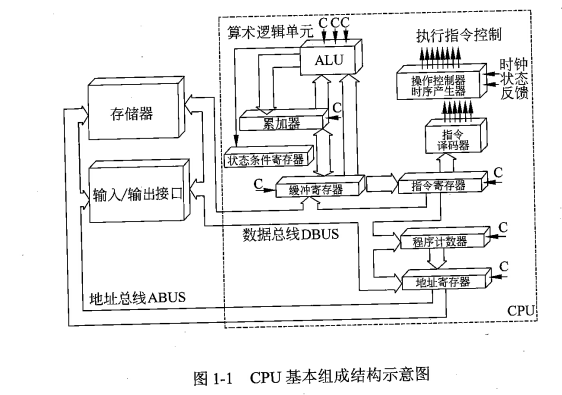 算术逻辑单元
C CC
执行指令控制
ALU
时钟
状态
反馈
操作控制器
时序产生器
存储器
C
累加器
指令
译码器
状态条件寄存器
C
缓冲寄存器
指令寄存器
C
输入/输出接口
数据总线DBUS
程序计数器
C
地址寄存器
C
地址总线ABUS
CPU
图 1-1 CPU 基本组成结构示意图